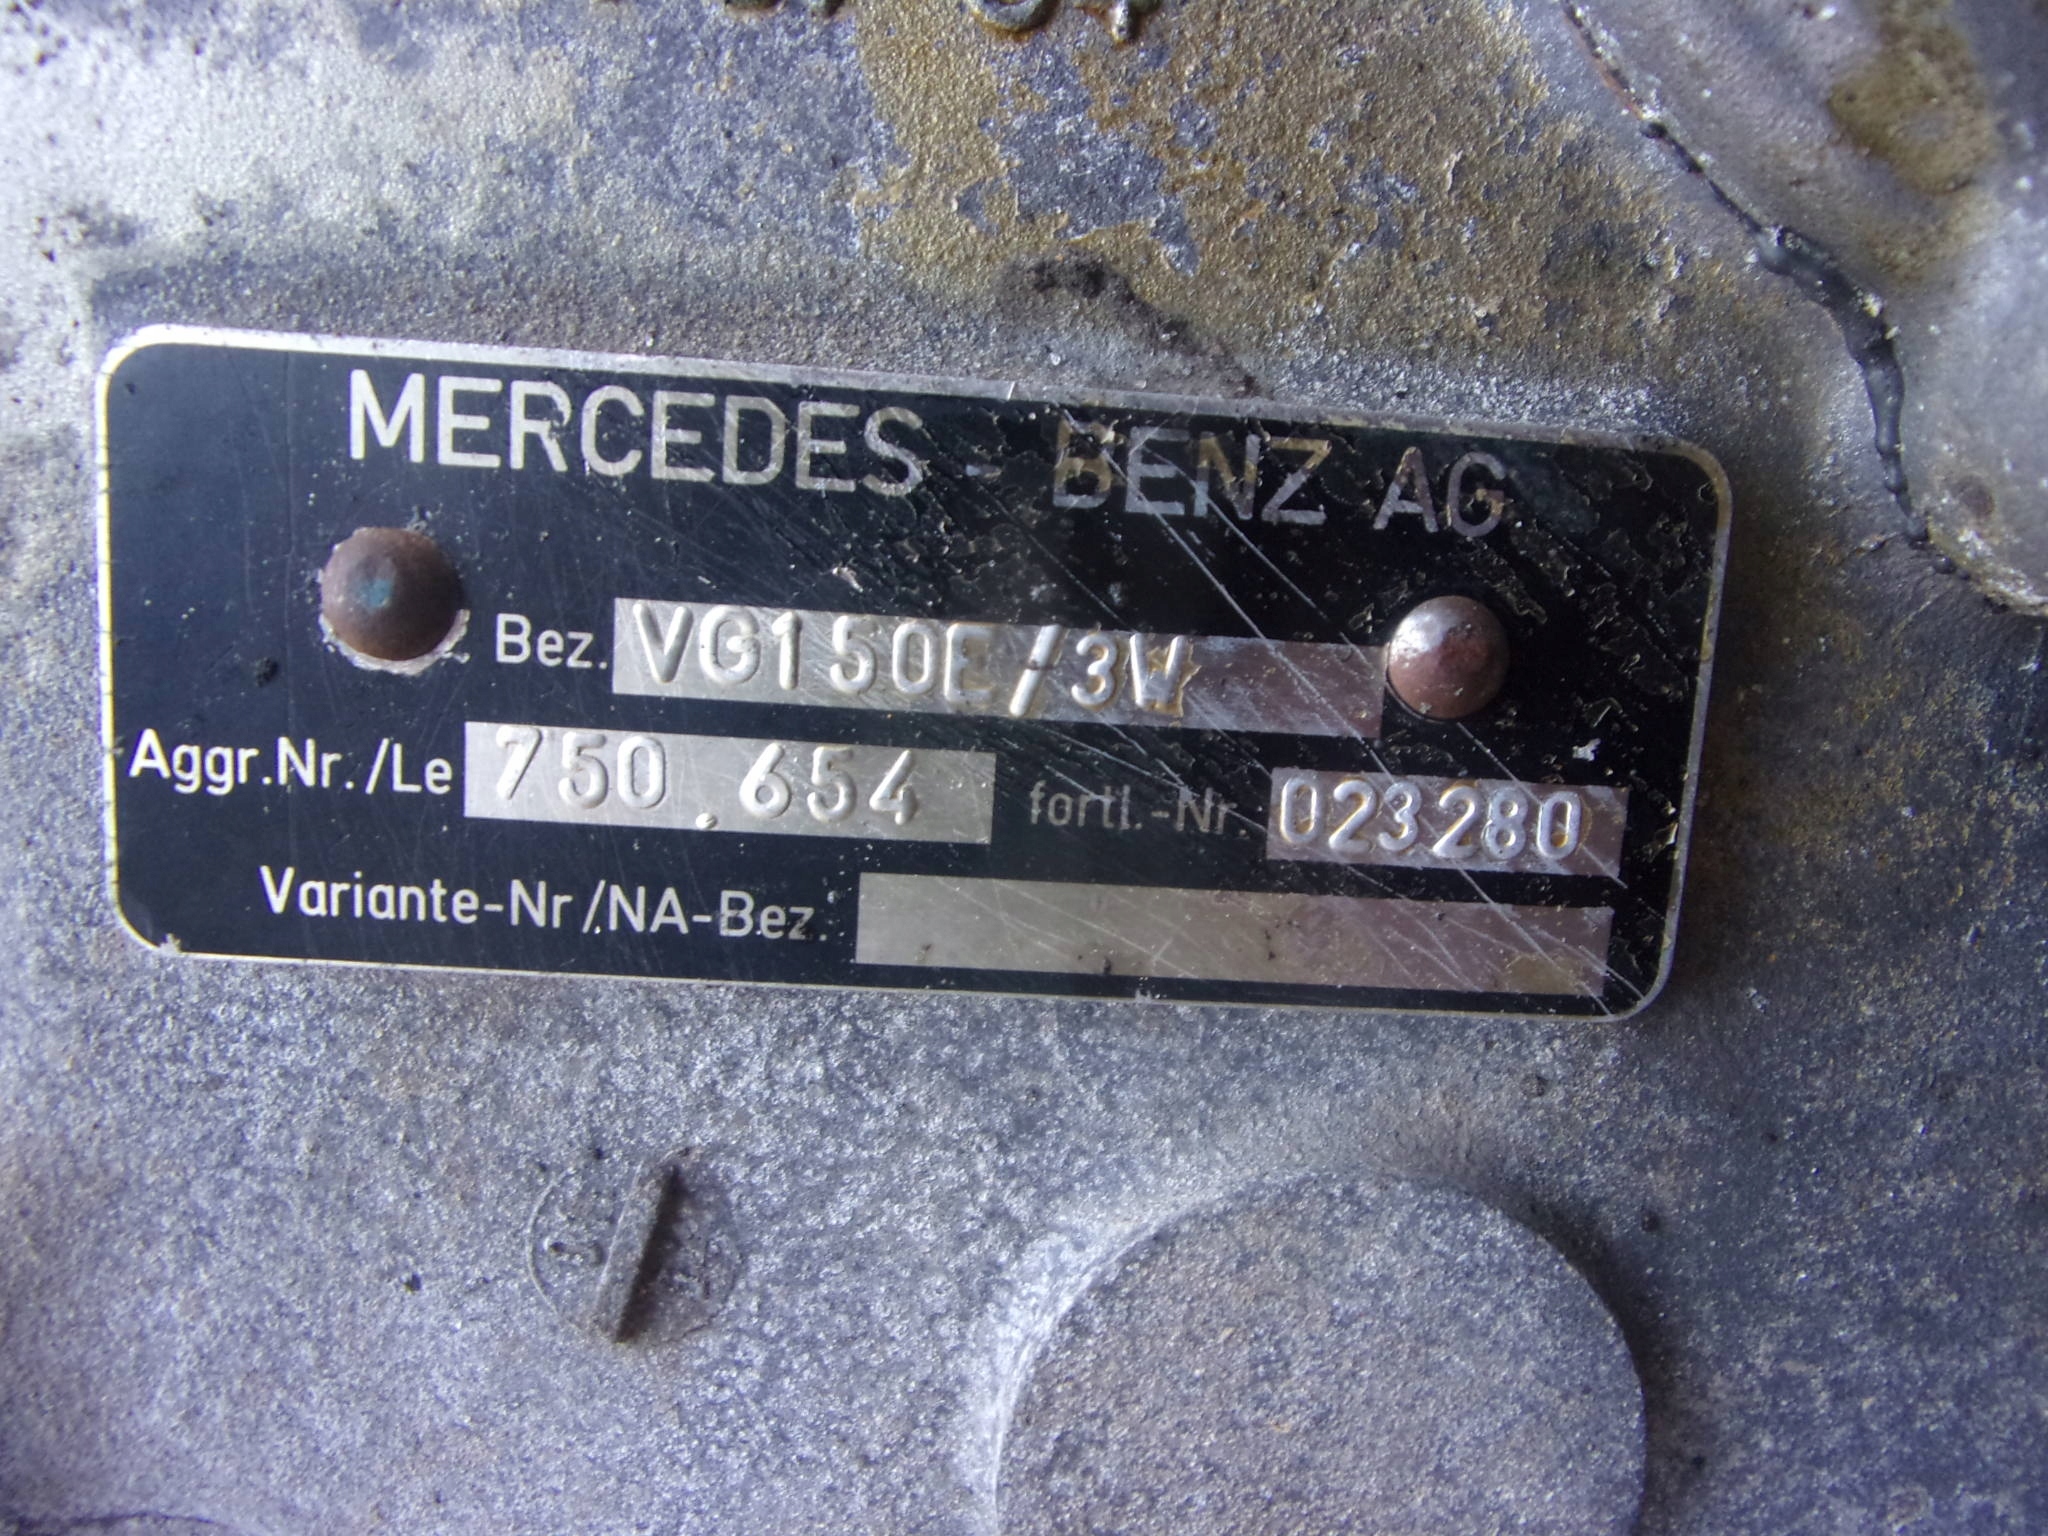 MERCEDES-BENZ AG
Bez. VG150E/3W
Aggr.Nr./Le 750.654 fortl.-Nr. 023280
Variante-Nr/NA-Bez.